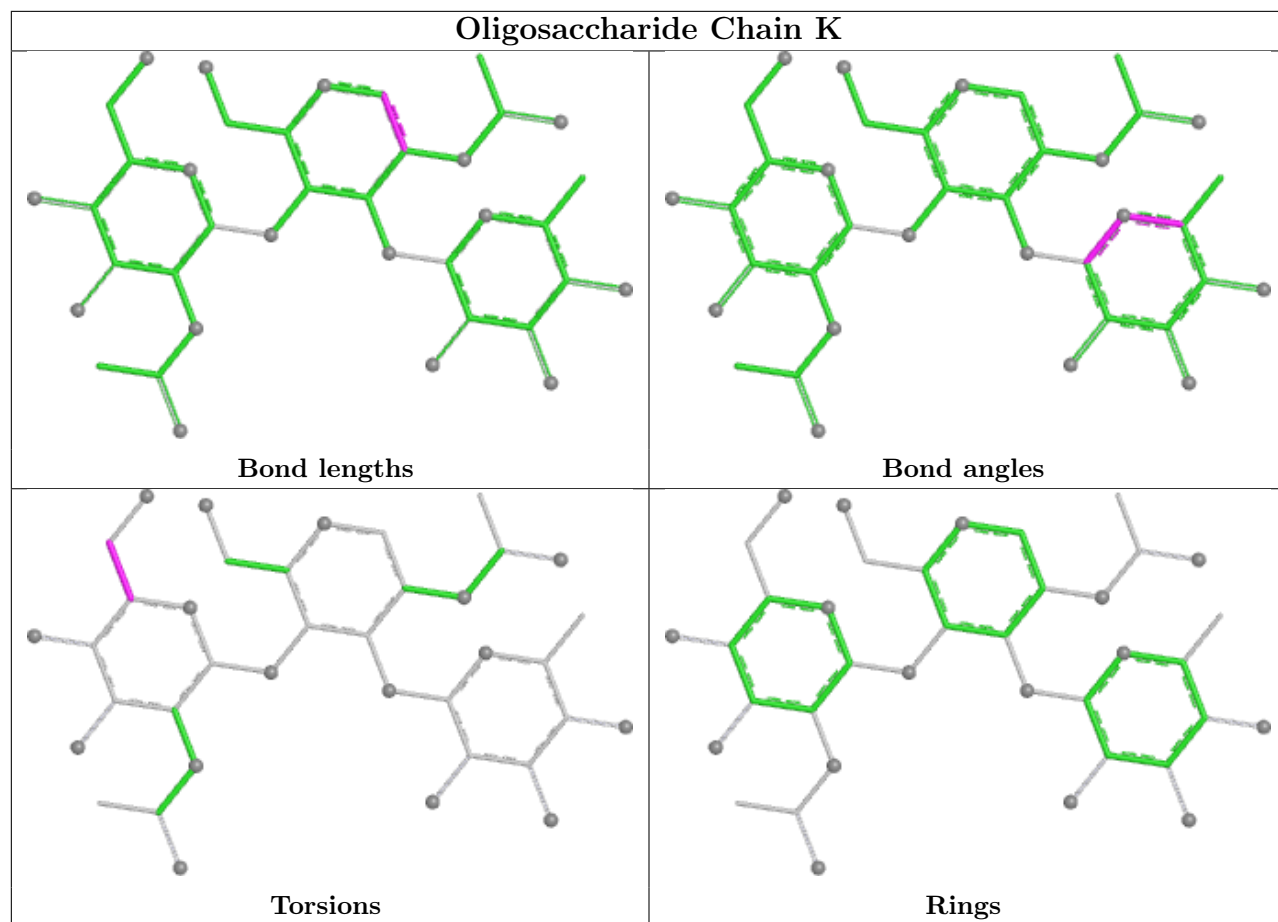 Oligosaccharide Chain K
Bond lengths
Bond angles
Torsions
Rings